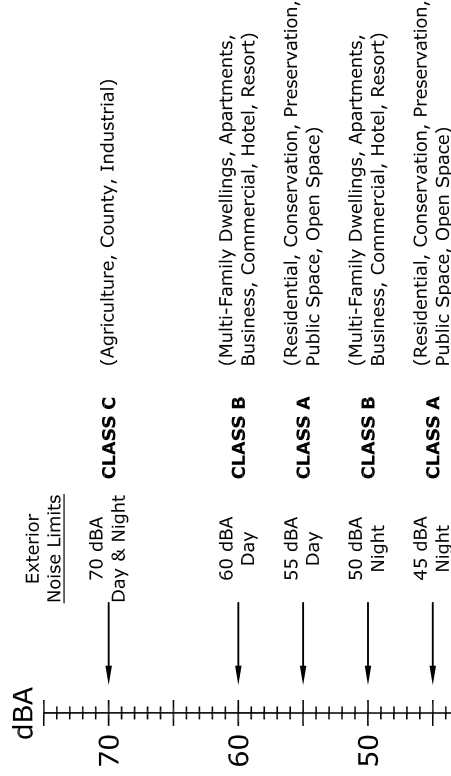 dBA
Exterior
Noise Limits
70
70 dBA
Day & Night
CLASS C
(Agriculture, County, Industrial)
60
60 dBA
Day
CLASS B
(Multi-Family Dwellings, Apartments,
Business, Commercial, Hotel, Resort)
55 dBA
Day
CLASS A
(Residential, Conservation, Preservation,
Public Space, Open Space)
50
50 dBA
Night
CLASS B
(Multi-Family Dwellings, Apartments,
Business, Commercial, Hotel, Resort)
45 dBA
Night
CLASS A
(Residential, Conservation, Preservation,
Public Space, Open Space)